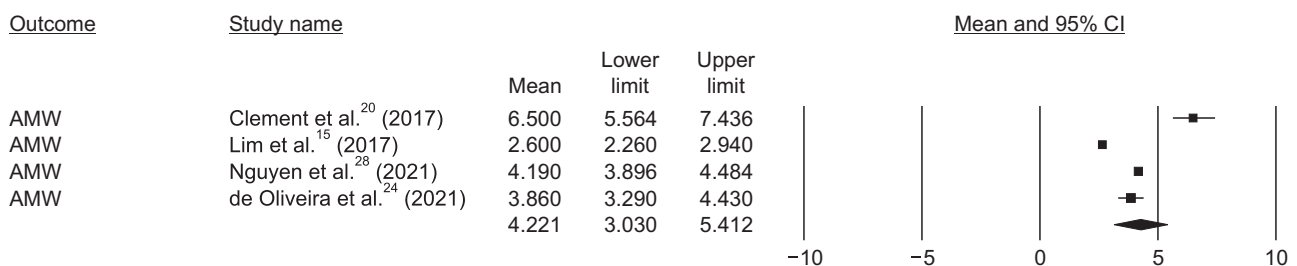 Outcome Study name Mean and 95% CI
Lower Upper
Mean limit limit
AMW Clement et al.20 (2017) 6.500 5.564 7.436
AMW Lim et al.15 (2017) 2.600 2.260 2.940
AMW Nguyen et al.28 (2021) 4.190 3.896 4.484
AMW de Oliveira et al.24 (2021) 3.860 3.290 4.430
4.221 3.030 5.412
−10 −5 0 5 10